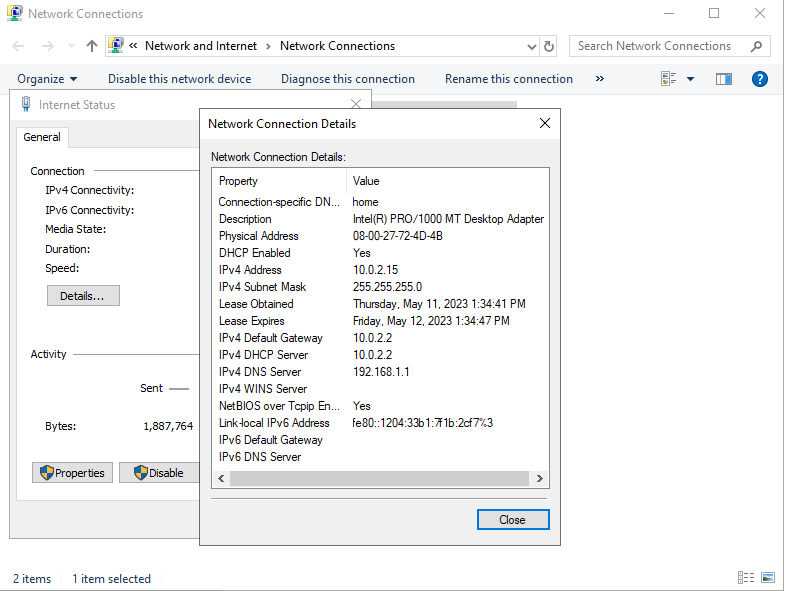 Network Connections
« Network and Internet › Network Connections
Search Network Connections
Organize
Disable this network device
Diagnose this connection
Rename this connection
»
?
Internet Status
General
Connection
IPv4 Connectivity:
IPv6 Connectivity:
Media State:
Duration:
Speed:
Details...
Activity
Sent
Bytes: 1,887,764
Properties
Disable
Network Connection Details
Network Connection Details:
Property Value
Connection-specific DN... home
Description Intel(R) PRO/1000 MT Desktop Adapter
Physical Address 08-00-27-72-4D-4B
DHCP Enabled Yes
IPv4 Address 10.0.2.15
IPv4 Subnet Mask 255.255.255.0
Lease Obtained Thursday, May 11, 2023 1:34:41 PM
Lease Expires Friday, May 12, 2023 1:34:47 PM
IPv4 Default Gateway 10.0.2.2
IPv4 DHCP Server 10.0.2.2
IPv4 DNS Server 192.168.1.1
IPv4 WINS Server
NetBIOS over Tcpip En... Yes
Link-local IPv6 Address fe80::1204:33b1:7f1b:2cf7%3
IPv6 Default Gateway
IPv6 DNS Server
Close
2 items 1 item selected